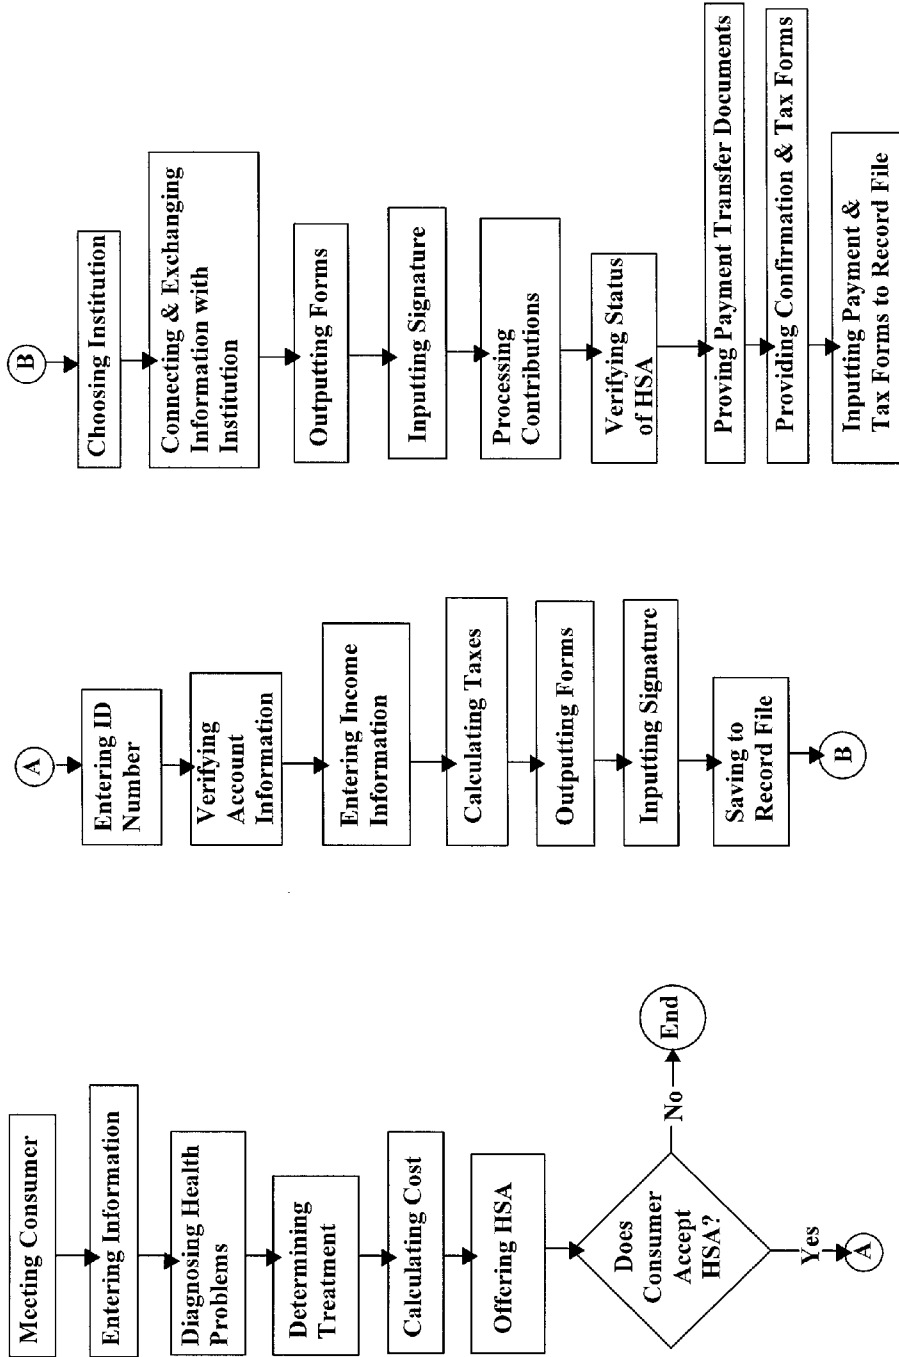 Meeting Consumer
Entering Information
Diagnosing Health
Problems
Determining
Treatment
Calculating Cost
Offering HSA
Does
Consumer
Accept
HSA?
No
End
Yes
A
A
Entering ID
Number
Verifying
Account
Information
Entering Income
Information
Calculating Taxes
Outputting Forms
Inputting Signature
Saving to
Record File
B
B
Choosing Institution
Connecting & Exchanging
Information with
Institution
Outputting Forms
Inputting Signature
Processing
Contributions
Verifying Status
of HSA
Proving Payment Transfer Documents
Providing Confirmation & Tax Forms
Inputting Payment &
Tax Forms to Record File